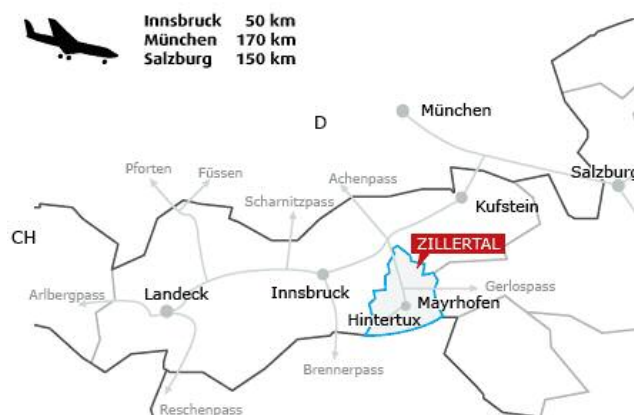 Innsbruck 50 km
München 170 km
Salzburg 150 km
München
D
Pforten
Füssen
Achenpass
Salzburg
Scharnitzpass
Kufstein
CH
ZILLERTAL
Arlbergpass
Landeck
Innsbruck
Gerlospass
Mayrhofen
Hintertux
Brennerpass
Reschenpass